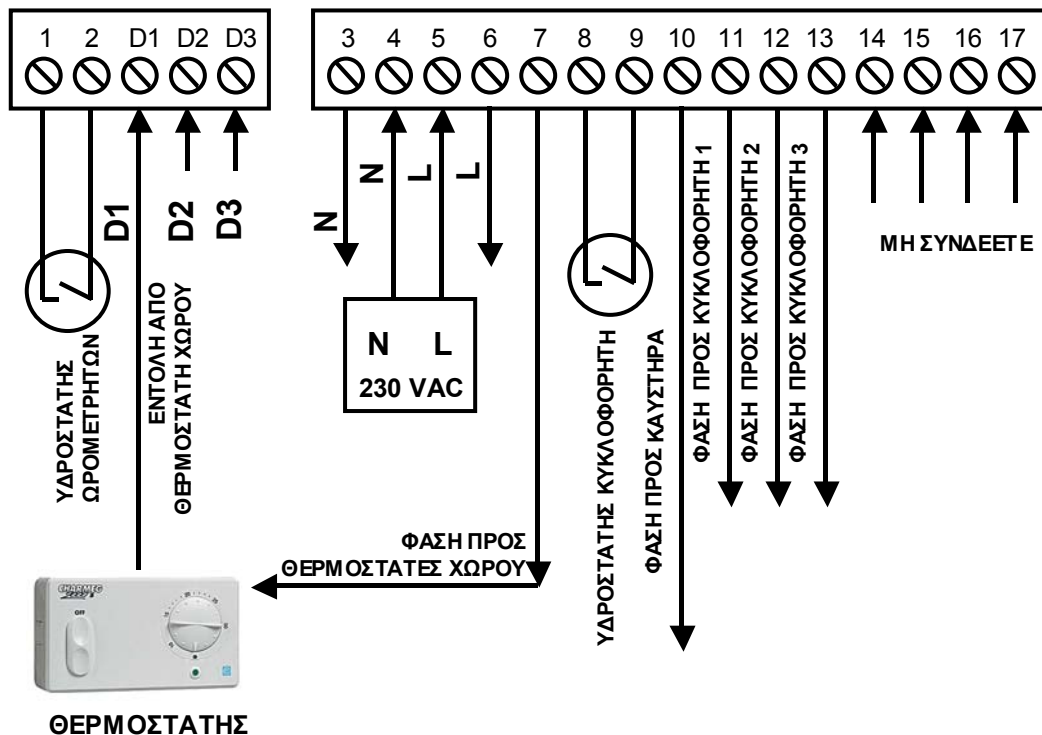 1 2 D1 D2 D3
3 4 5 6 7 8 9 10 11 12 13 14 15 16 17
D1
D2
D3
N
N
L
L
ΥΔΡΟΣΤΑΤΗΣ
ΩΡΟΜΕΤΡΗΤΩΝ
ΕΝΤΟΛΗ ΑΠΟ
ΘΕΡΜΟΣΤΑΤΗ ΧΩΡΟΥ
N L
230 VAC
ΥΔΡΟΣΤΑΤΗΣ ΚΥΚΛΟΦΟΡΗΤΗ
ΦΑΣΗ ΠΡΟΣ ΚΑΥΣΤΗΡΑ
ΦΑΣΗ ΠΡΟΣ ΚΥΚΛΟΦΟΡΗΤΗ 1
ΦΑΣΗ ΠΡΟΣ ΚΥΚΛΟΦΟΡΗΤΗ 2
ΦΑΣΗ ΠΡΟΣ ΚΥΚΛΟΦΟΡΗΤΗ 3
ΜΗ ΣΥΝΔΕΕΤΕ
ΦΑΣΗ ΠΡΟΣ
ΘΕΡΜΟΣΤΑΤΕΣ ΧΩΡΟΥ
CHARMEG
OFF
ΘΕΡΜΟΣΤΑΤΗΣ